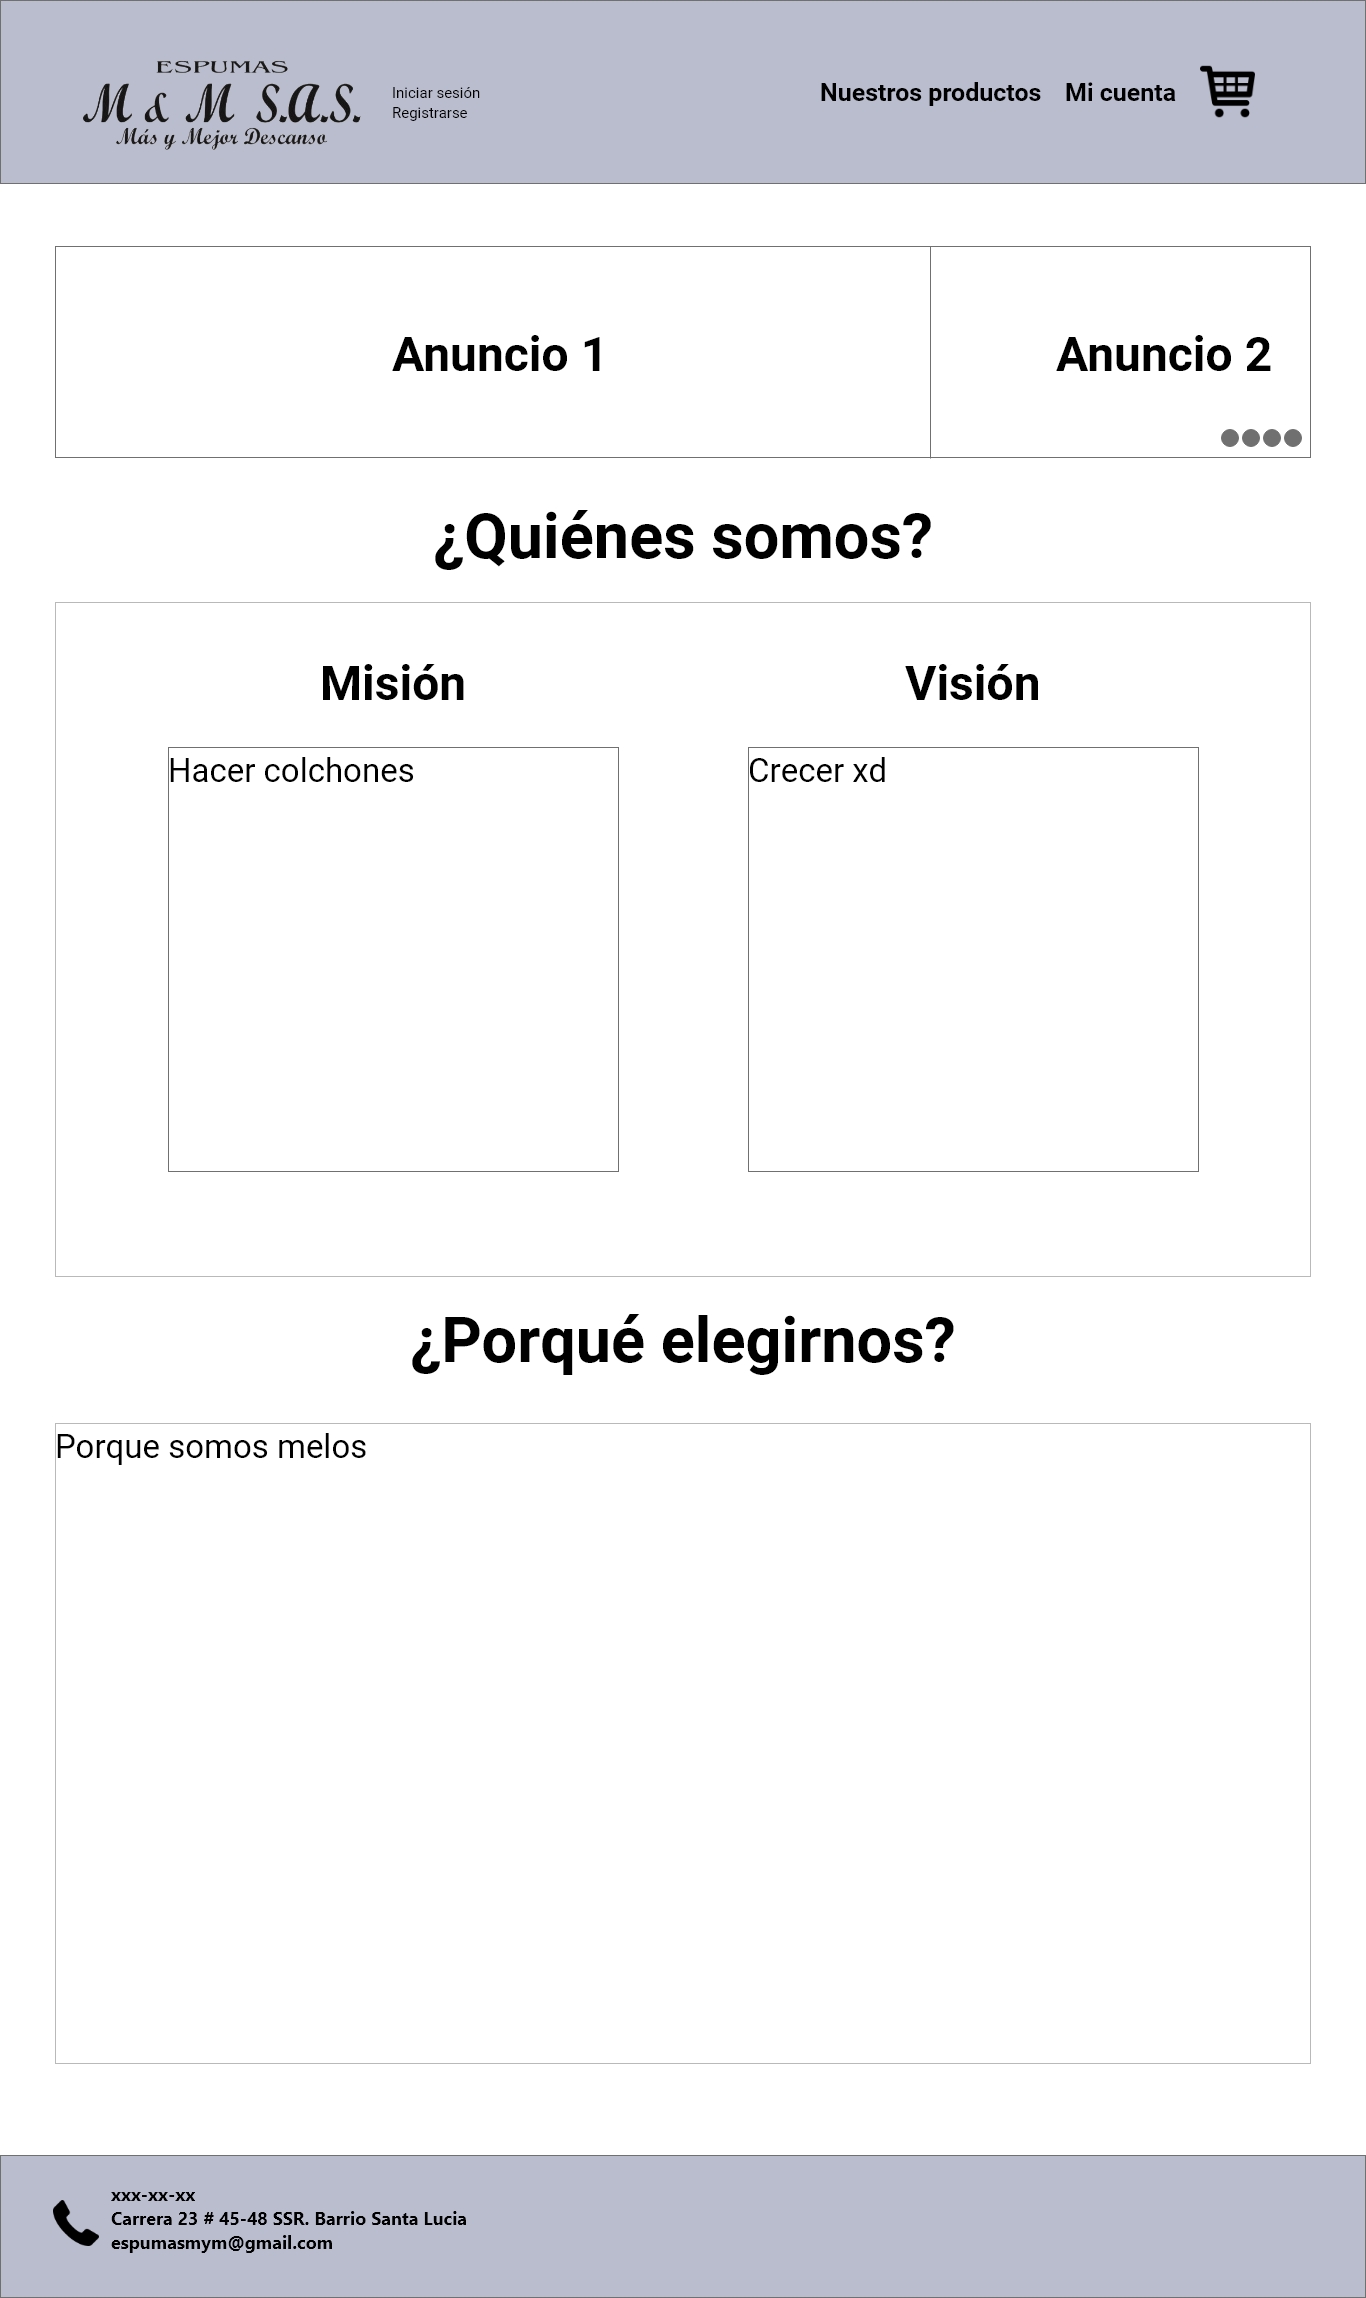 ESPUMAS
M & M S.A.S.
Más y Mejor Descanso
Iniciar sesión
Registrarse
Nuestros productos Mi cuenta
Anuncio 1
Anuncio 2
¿Quiénes somos?
Misión
Visión
Hacer colchones
Crecer xd
¿Porqué elegirnos?
Porque somos melos
xxx-xx-xx
Carrera 23 # 45-48 SSR. Barrio Santa Lucia
espumasmym@gmail.com